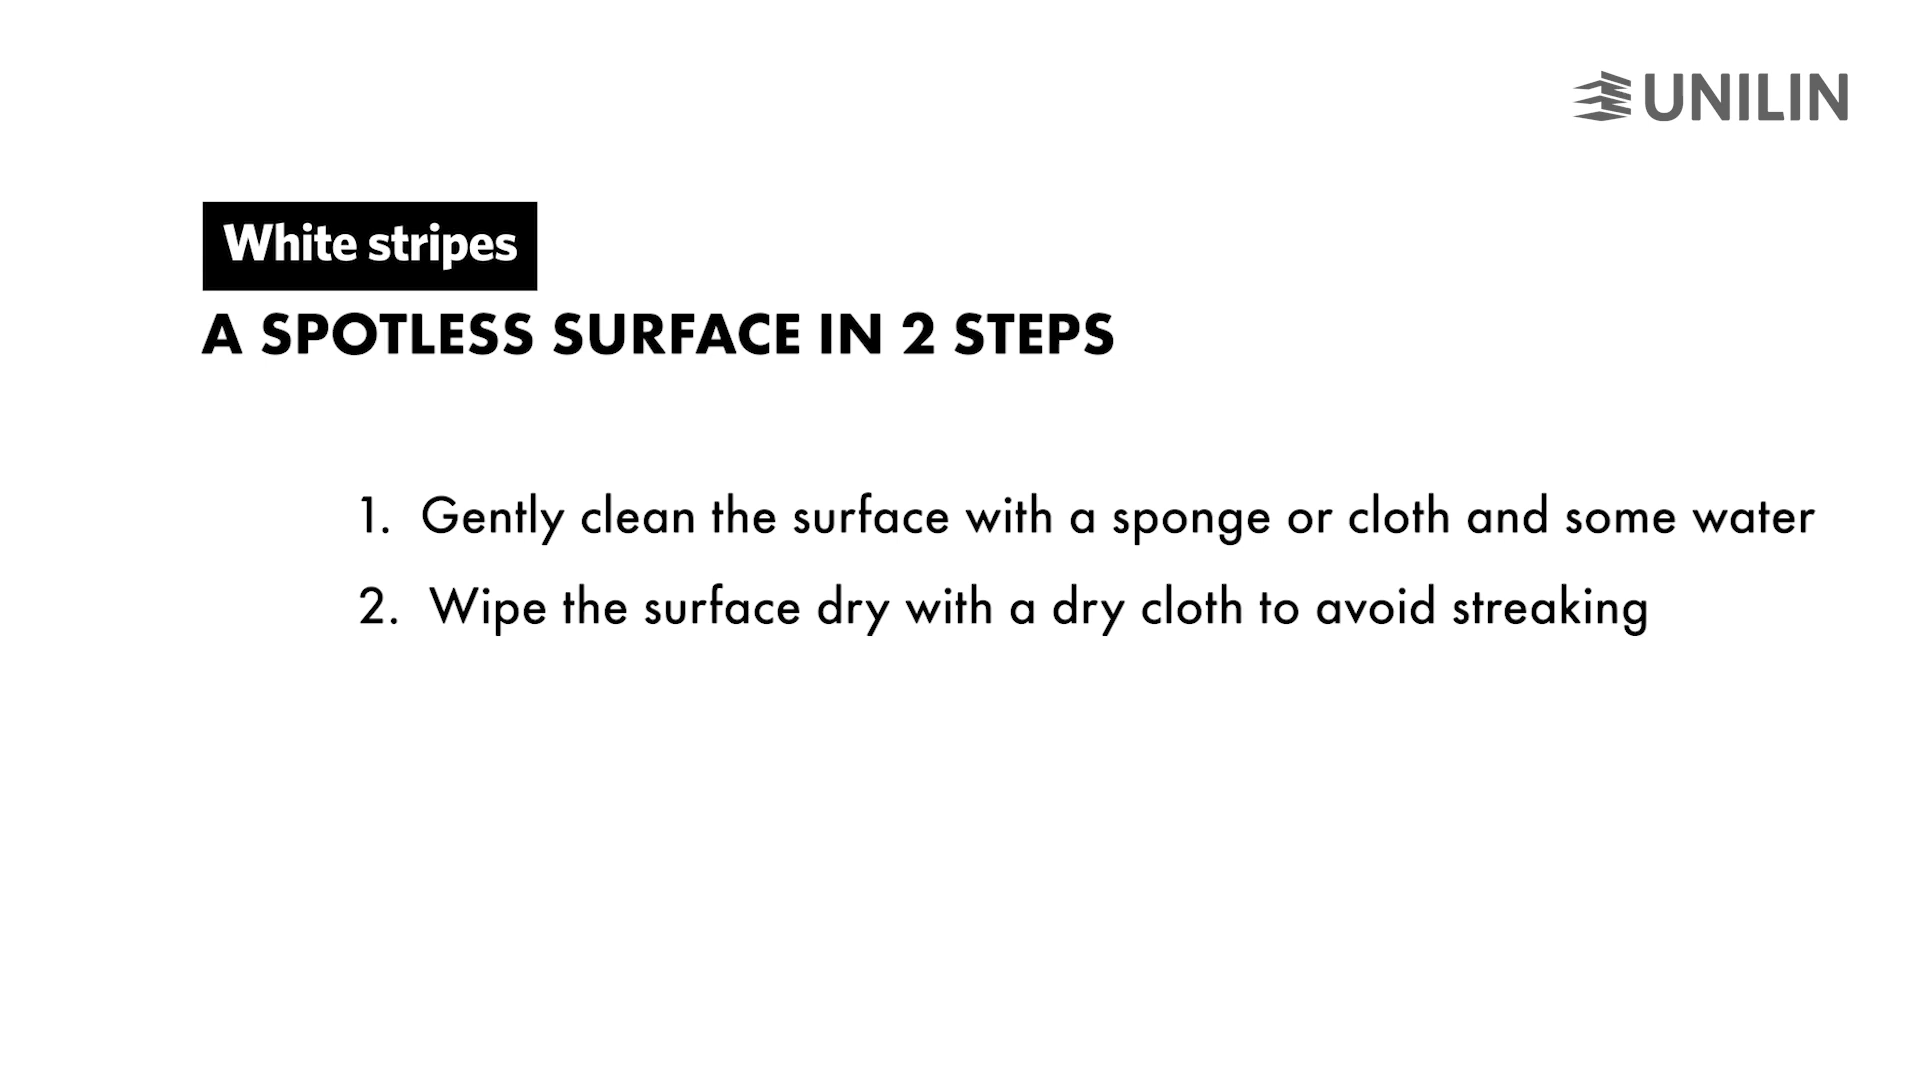 UNILIN
White stripes
A SPOTLESS SURFACE IN 2 STEPS
1. Gently clean the surface with a sponge or cloth and some water
2. Wipe the surface dry with a dry cloth to avoid streaking